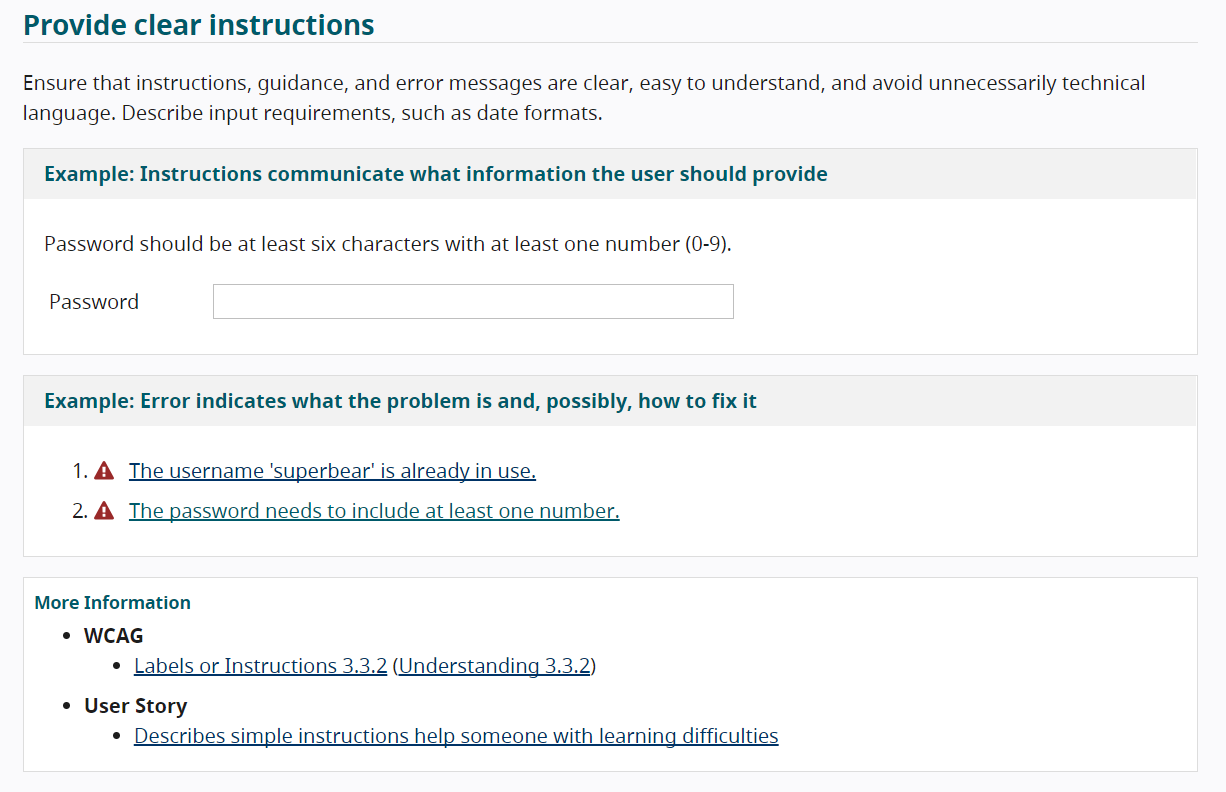 Provide clear instructions
Ensure that instructions, guidance, and error messages are clear, easy to understand, and avoid unnecessarily technical
language. Describe input requirements, such as date formats.
Example: Instructions communicate what information the user should provide
Password should be at least six characters with at least one number (0-9).
Password
Example: Error indicates what the problem is and, possibly, how to fix it
1. The username 'superbear' is already in use.
2. The password needs to include at least one number.
More Information
• WCAG
• Labels or Instructions 3.3.2 (Understanding 3.3.2)
• User Story
• Describes simple instructions help someone with learning difficulties